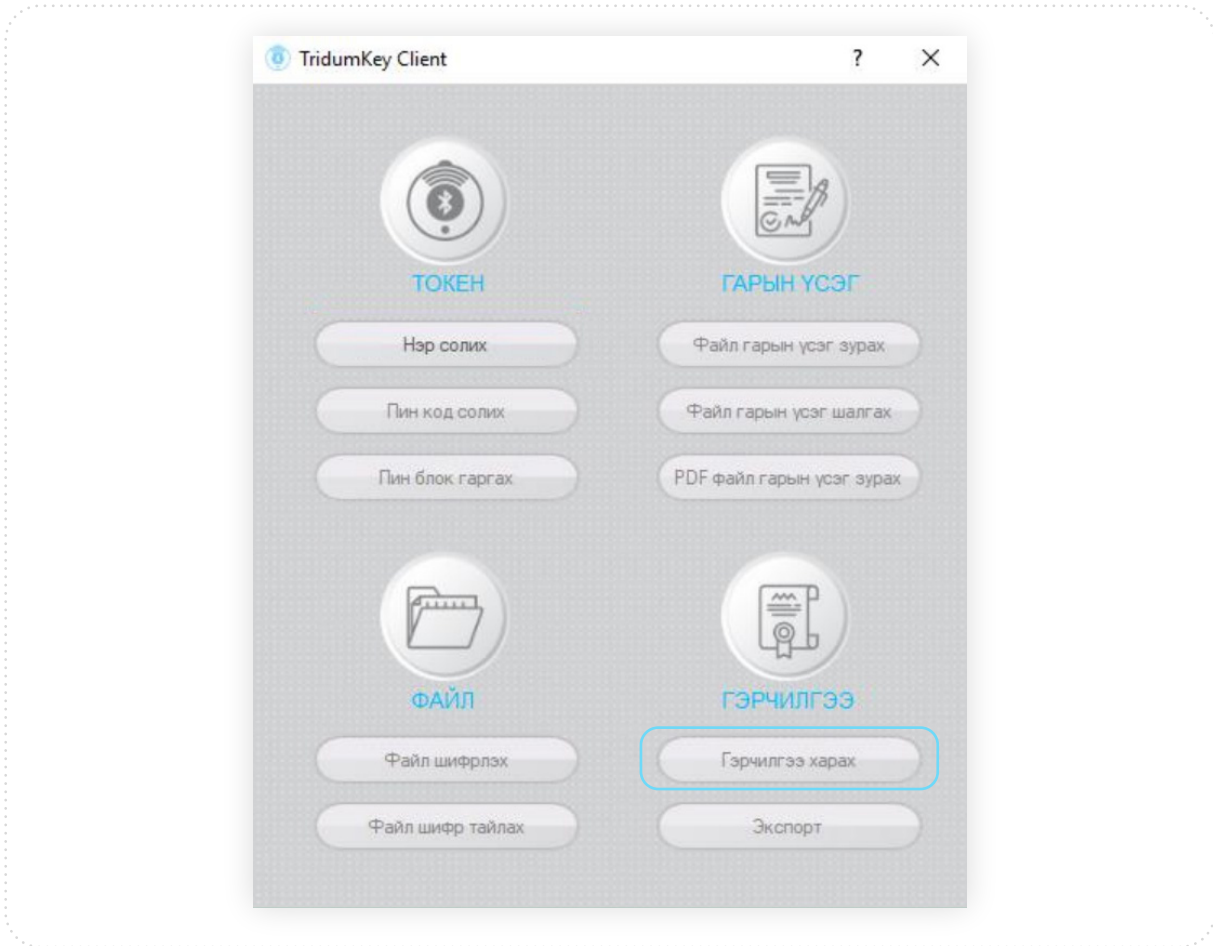 TridumKey Client
ТОКЕН
Нэр солих
Пин код солих
Пин блок гаргах
ГАРЫН ҮСЭГ
Файл гарын үсэг зурах
Файл гарын үсэг шалгах
PDF файл гарын үсэг зурах
ФАЙЛ
Файл шифрлэх
Файл шифр тайлах
ГЭРЧИЛГЭЭ
Гэрчилгээ харах
Экспорт